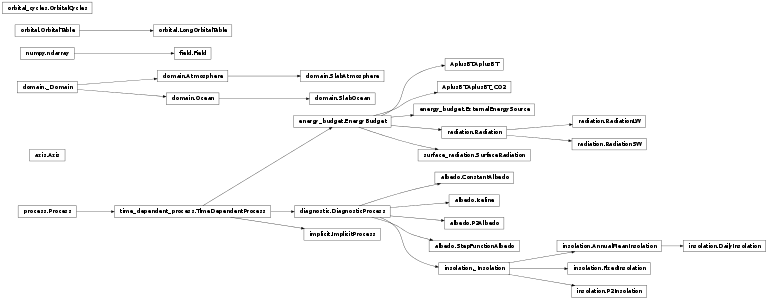 orbital_cycles.OrbitalCycles
orbital.OrbitalTable
orbital.LongOrbitalTable
numpy.ndarray
field.Field
domain._Domain
domain.Atmosphere
domain.SlabAtmosphere
domain.Ocean
domain.SlabOcean
AplusBT.AplusBT
AplusBT.AplusBT_CO2
energy_budget.ExternalEnergySource
energy_budget.EnergyBudget
radiation.Radiation
radiation.RadiationLW
radiation.RadiationSW
surface_radiation.SurfaceRadiation
axis.Axis
albedo.ConstantAlbedo
albedo.Iceline
process.Process
time_dependent_process.TimeDependentProcess
diagnostic.DiagnosticProcess
albedo.P2Albedo
implicit.ImplicitProcess
albedo.StepFunctionAlbedo
insolation.AnnualMeanInsolation
insolation.DailyInsolation
insolation._Insolation
insolation.FixedInsolation
insolation.P2Insolation